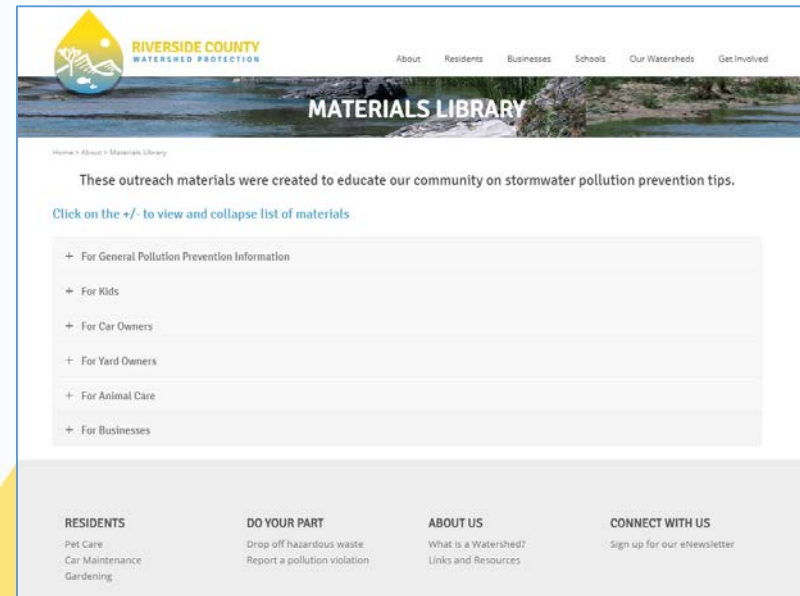 RIVERSIDE COUNTY
WATERSHED PROTECTION
About Residents Businesses Schools Our Watersheds Get Involved
MATERIALS LIBRARY
Home > About > Materials Library
These outreach materials were created to educate our community on stormwater pollution prevention tips.
Click on the +/- to view and collapse list of materials
+ For General Pollution Prevention Information
+ For Kids
+ For Car Owners
+ For Yard Owners
+ For Animal Care
+ For Businesses
RESIDENTS
Pet Care
Car Maintenance
Gardening
DO YOUR PART
Drop off hazardous waste
Report a pollution violation
ABOUT US
What is a Watershed?
Links and Resources
CONNECT WITH US
Sign up for our eNewsletter